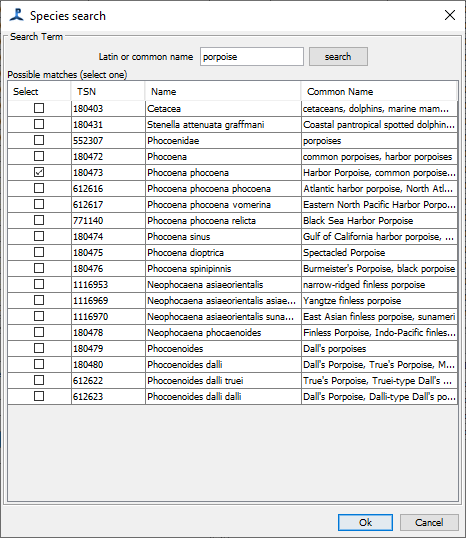 Species search
Search Term
Latin or common name porpoise search
Possible matches (select one)
Select TSN Name Common Name
180403 Cetacea cetaceans, dolphins, marine mam...
180431 Stenella attenuata graffmani Coastal pantropical spotted dolphin...
552307 Phocoenidae porpoises
180472 Phocoena common porpoises, harbor porpoises
180473 Phocoena phocoena Harbor Porpoise, common porpoise...
612616 Phocoena phocoena phocoena Atlantic harbor porpoise, North Atl...
612617 Phocoena phocoena vomerina Eastern North Pacific Harbor Porpo...
771140 Phocoena phocoena relicta Black Sea Harbor Porpoise
180474 Phocoena sinus Gulf of California harbor porpoise, ...
180475 Phocoena dioptrica Spectacled Porpoise
180476 Phocoena spinipinnis Burmeister's Porpoise, black porpoise
1116953 Neophocaena asiaeorientalis narrow-ridged finless porpoise
1116969 Neophocaena asiaeorientalis asiae... Yangtze finless porpoise
1116970 Neophocaena asiaeorientalis suna... East Asian finless porpoise, sunameri
180478 Neophocaena phocaenoides Finless Porpoise, Indo-Pacific finles...
180479 Phocoenoides Dall's porpoises
180480 Phocoenoides dalli Dall's Porpoise, True's Porpoise, M...
612622 Phocoenoides dalli truei True's Porpoise, Truei-type Dall's ...
612623 Phocoenoides dalli dalli Dall's Porpoise, Dalli-type Dall's po...
Ok Cancel